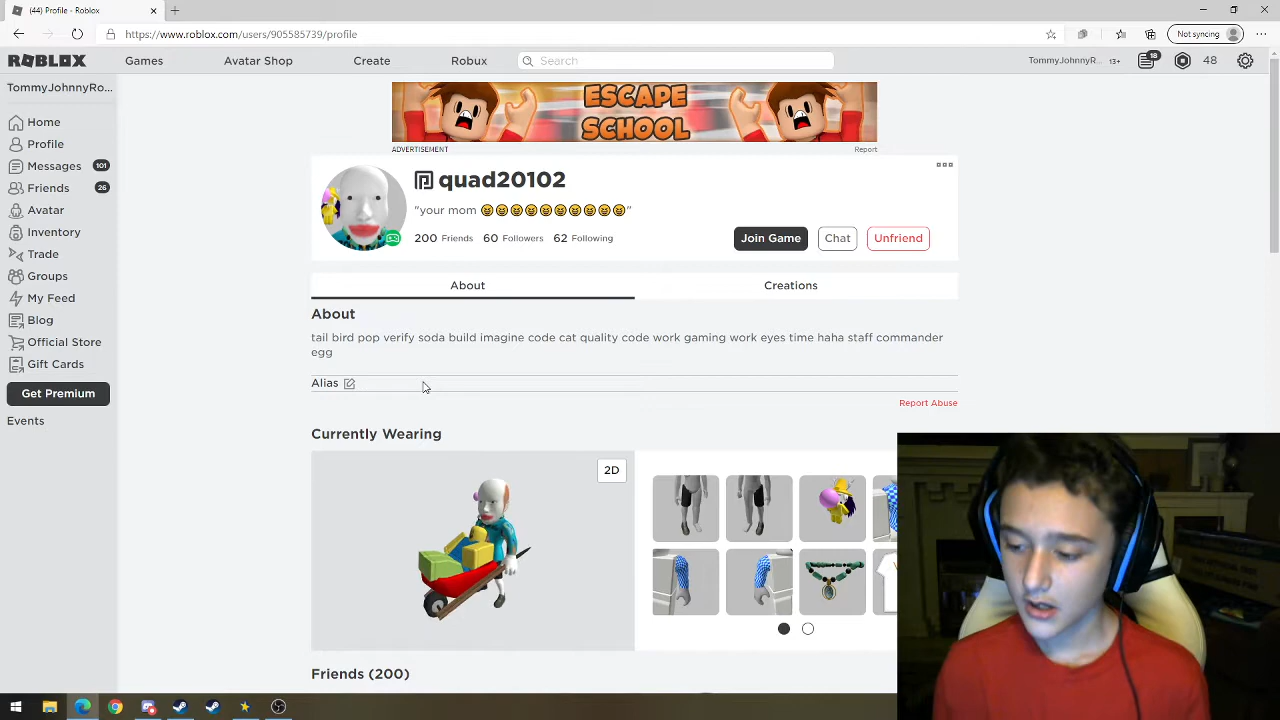 (44) Profile - Roblox
https://www.roblox.com/users/905585739/profile
Not syncing
ROBLOX
Games
Avatar Shop
Create
Robux
Search
TommyJohnnyR...
13+
18
48
TommyJohnnyRo...
Home
Profile
Messages 101
Friends 26
Avatar
Inventory
Trade
Groups
My Feed
Blog
Official Store
Gift Cards
Get Premium
Events
ESCAPE
SCHOOL
ADVERTISEMENT
Report
quad20102
"your mom 😆😆😆😆😆😆😆😆😆😆"
200 Friends 60 Followers 62 Following
Join Game
Chat
Unfriend
About
Creations
About
tail bird pop verify soda build imagine code cat quality code work gaming work eyes time haha staff commander
egg
Alias
Report Abuse
Currently Wearing
2D
Friends (200)